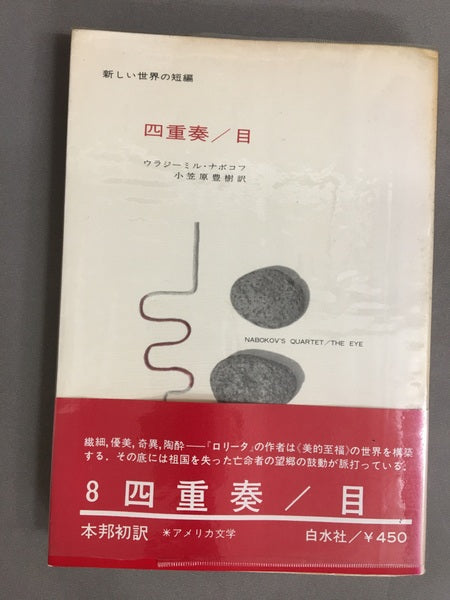 新しい世界の短編
四重奏／目
ウラジーミル・ナボコフ
小笠原豊樹訳
NABOKOV'S QUARTET/THE EYE
繊細,優美,奇異,陶酔――『ロリータ』の作者は《美的至福》の世界を構築
する．その底には祖国を失った亡命者の望郷の鼓動が脈打っている．
8 四重奏／目
本邦初訳 ＊アメリカ文学 白水社／￥450